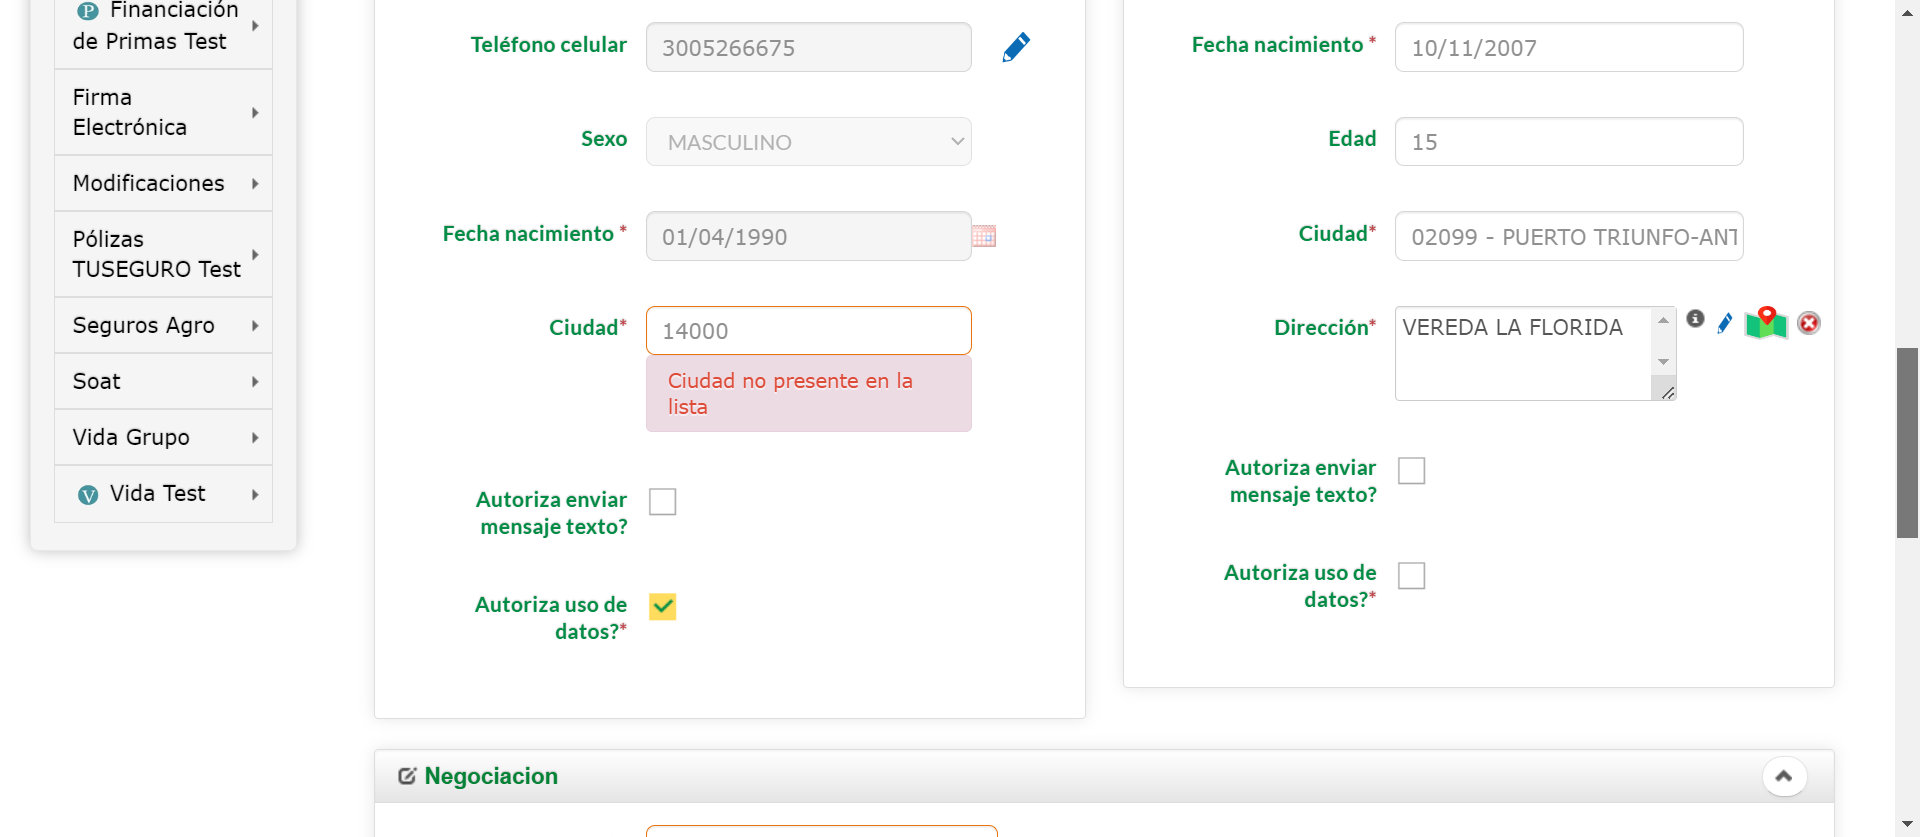 Financiación
de Primas Test
Firma
Electrónica
Modificaciones
Pólizas
TUSEGURO Test
Seguros Agro
Soat
Vida Grupo
V Vida Test
Teléfono celular 3005266675
Sexo MASCULINO
Fecha nacimiento * 01/04/1990
Ciudad* 14000
Ciudad no presente en la
lista
Autoriza enviar
mensaje texto?
Autoriza uso de
datos?*
Fecha nacimiento * 10/11/2007
Edad 15
Ciudad* 02099 - PUERTO TRIUNFO-ANT
Dirección* VEREDA LA FLORIDA
Autoriza enviar
mensaje texto?
Autoriza uso de
datos?*
Negociacion